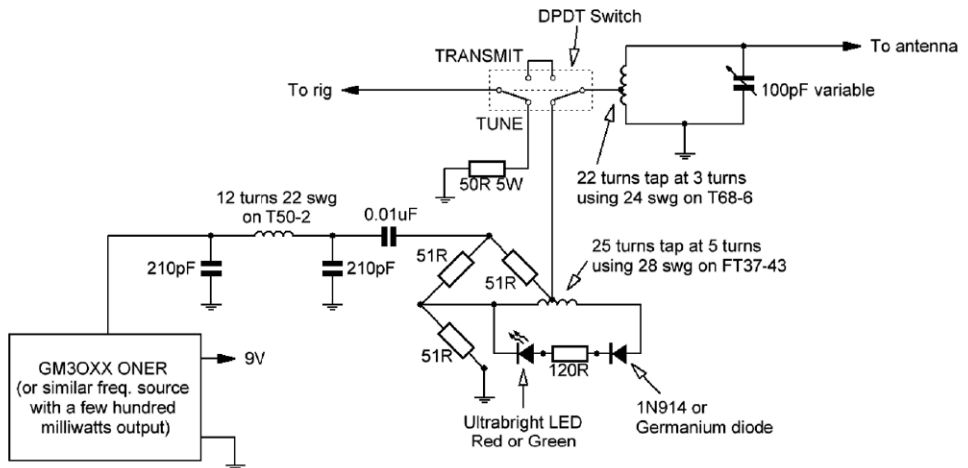 DPDT Switch
TRANSMIT
To antenna
To rig
100pF variable
TUNE
50R 5W
22 turns tap at 3 turns
using 24 swg on T68-6
12 turns 22 swg
on T50-2
0.01uF
25 turns tap at 5 turns
using 28 swg on FT37-43
210pF
210pF
51R
51R
51R
120R
GM3OXX ONER
(or similar freq. source
with a few hundred
milliwatts output)
9V
Ultrabright LED
Red or Green
1N914 or
Germanium diode